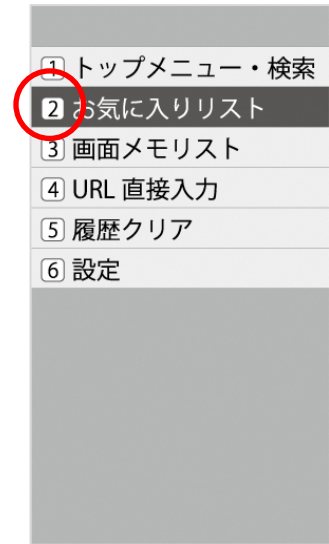 1 トップメニュー・検索
2 お気に入りリスト
3 画面メモリスト
4 URL 直接入力
5 履歴クリア
6 設定